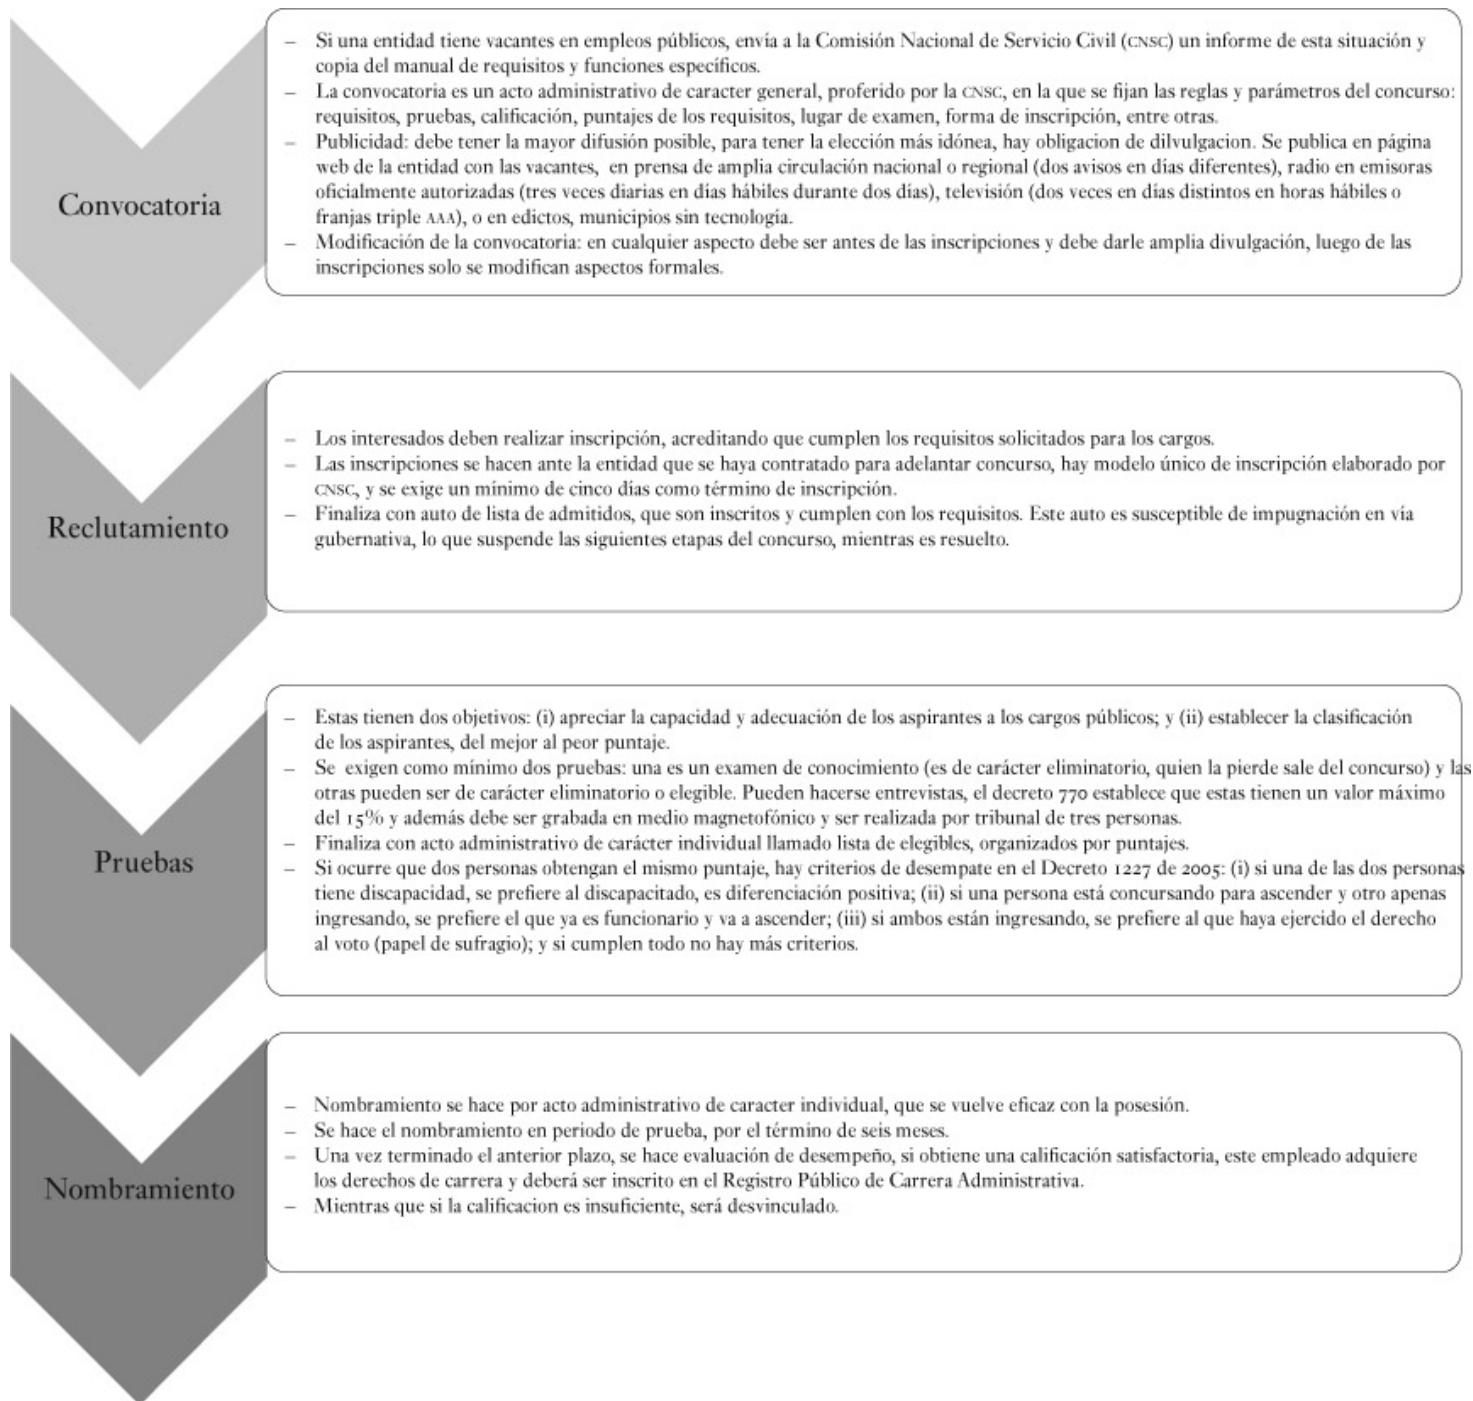 Convocatoria
– Si una entidad tiene vacantes en empleos públicos, envía a la Comisión Nacional de Servicio Civil (CNSC) un informe de esta situación y
copia del manual de requisitos y funciones específicos.
– La convocatoria es un acto administrativo de caracter general, proferido por la CNSC, en la que se fijan las reglas y parámetros del concurso:
requisitos, pruebas, calificación, puntajes de los requisitos, lugar de examen, forma de inscripción, entre otras.
– Publicidad: debe tener la mayor difusión posible, para tener la elección más idónea, hay obligacion de dilvulgacion. Se publica en página
web de la entidad con las vacantes, en prensa de amplia circulación nacional o regional (dos avisos en días diferentes), radio en emisoras
oficialmente autorizadas (tres veces diarias en días hábiles durante dos días), televisión (dos veces en días distintos en horas hábiles o
franjas triple AAA), o en edictos, municipios sin tecnología.
– Modificación de la convocatoria: en cualquier aspecto debe ser antes de las inscripciones y debe darle amplia divulgación, luego de las
inscripciones solo se modifican aspectos formales.
Reclutamiento
– Los interesados deben realizar inscripción, acreditando que cumplen los requisitos solicitados para los cargos.
– Las inscripciones se hacen ante la entidad que se haya contratado para adelantar concurso, hay modelo único de inscripción elaborado por
CNSC, y se exige un mínimo de cinco días como término de inscripción.
– Finaliza con auto de lista de admitidos, que son inscritos y cumplen con los requisitos. Este auto es susceptible de impugnación en vía
gubernativa, lo que suspende las siguientes etapas del concurso, mientras es resuelto.
Pruebas
– Estas tienen dos objetivos: (i) apreciar la capacidad y adecuación de los aspirantes a los cargos públicos; y (ii) establecer la clasificación
de los aspirantes, del mejor al peor puntaje.
– Se exigen como mínimo dos pruebas: una es un examen de conocimiento (es de carácter eliminatorio, quien la pierde sale del concurso) y las
otras pueden ser de carácter eliminatorio o elegible. Pueden hacerse entrevistas, el decreto 770 establece que estas tienen un valor máximo
del 15% y además debe ser grabada en medio magnetofónico y ser realizada por tribunal de tres personas.
– Finaliza con acto administrativo de carácter individual llamado lista de elegibles, organizados por puntajes.
– Si ocurre que dos personas obtengan el mismo puntaje, hay criterios de desempate en el Decreto 1227 de 2005: (i) si una de las dos personas
tiene discapacidad, se prefiere al discapacitado, es diferenciación positiva; (ii) si una persona está concursando para ascender y otro apenas
ingresando, se prefiere el que ya es funcionario y va a ascender; (iii) si ambos están ingresando, se prefiere al que haya ejercido el derecho
al voto (papel de sufragio); y si cumplen todo no hay más criterios.
Nombramiento
– Nombramiento se hace por acto administrativo de caracter individual, que se vuelve eficaz con la posesión.
– Se hace el nombramiento en periodo de prueba, por el término de seis meses.
– Una vez terminado el anterior plazo, se hace evaluación de desempeño, si obtiene una calificación satisfactoria, este empleado adquiere
los derechos de carrera y deberá ser inscrito en el Registro Público de Carrera Administrativa.
– Mientras que si la calificacion es insuficiente, será desvinculado.